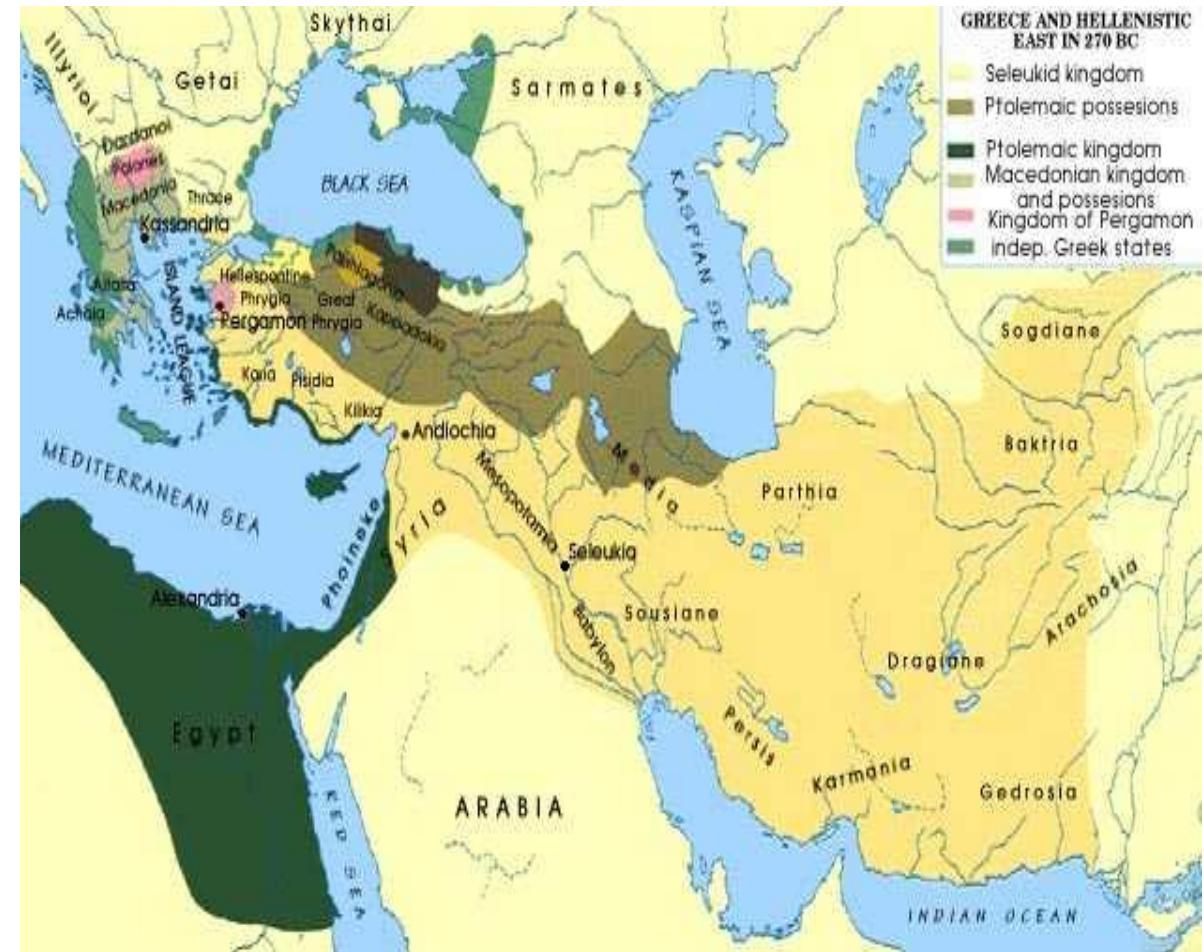 GREECE AND HELLENISTIC
EAST IN 270 BC
Seleukid kingdom
Ptolemaic possesions
Ptolemaic kingdom
Macedonian kingdom
and possesions
Kingdom of Pergamon
indep. Greek states
Skythai
Illyrioi
Getai
Sarmates
Dardanoi
Paiones
Macedonia
Thrace
Kassandria
BLACK SEA
KASPIAN SEA
Paphlagonia
Hellespontine
Phrygia
Great
Phrygia
Kappadokia
Pergamon
Aitolia
Achaia
ISLAND LEAGUE
Karia
Pisidia
Kilikia
Andiochia
Sogdiane
Baktria
Media
Parthia
MEDITERRANEAN SEA
Mesopotamia
Syria
Phoinoke
Seleukia
Alexandria
Sousiane
Babylon
Arachosia
Dragiane
Egypt
Persis
Karmania
Gedrosia
ARABIA
RED SEA
INDIAN OCEAN